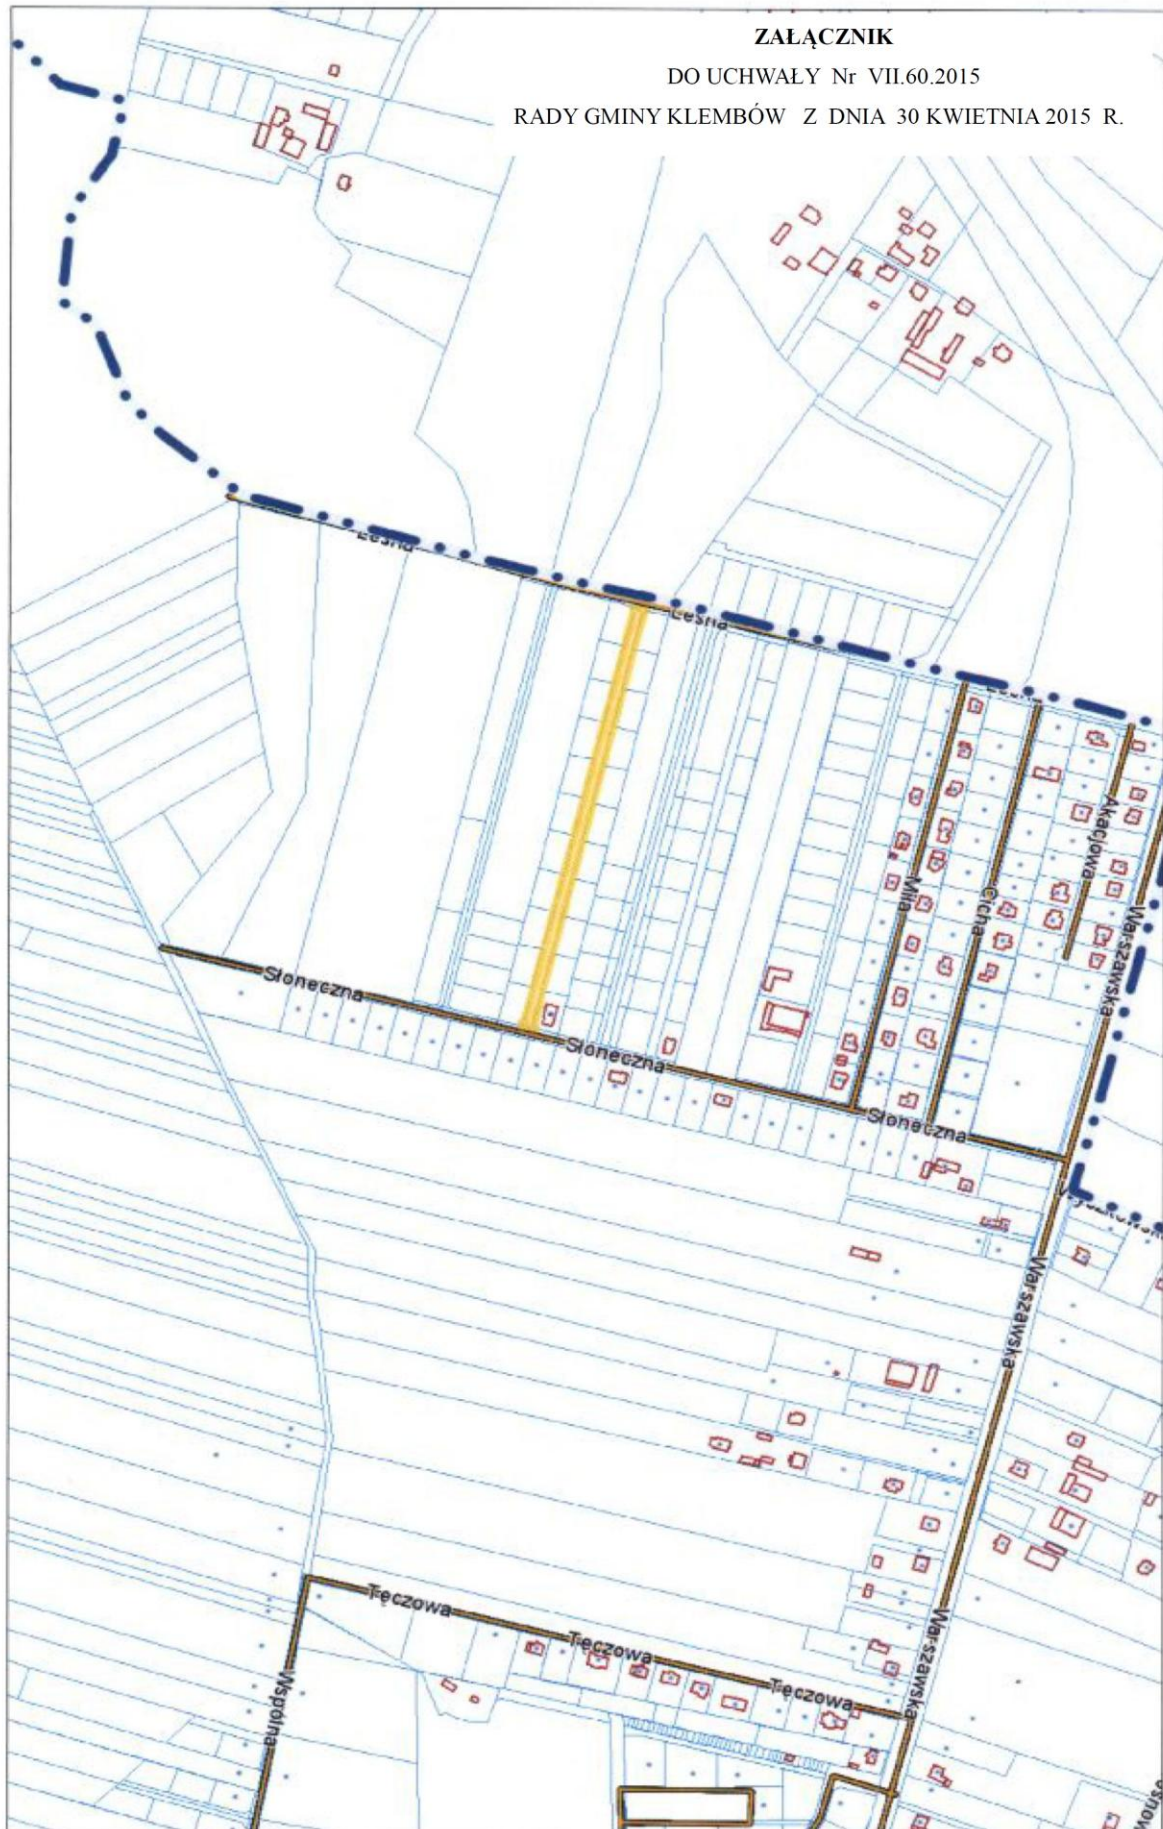 ZAŁĄCZNIK
DO UCHWAŁY Nr VII.60.2015
RADY GMINY KLEMBÓW Z DNIA 30 KWIETNIA 2015 R.
Leśna
Leśna
Akacjowa
Miła
Cicha
Warszawska
Słoneczna
Słoneczna
Słoneczna
Warszawska
Tęczowa
Tęczowa
Warszawska
Tęczowa
Wspólna